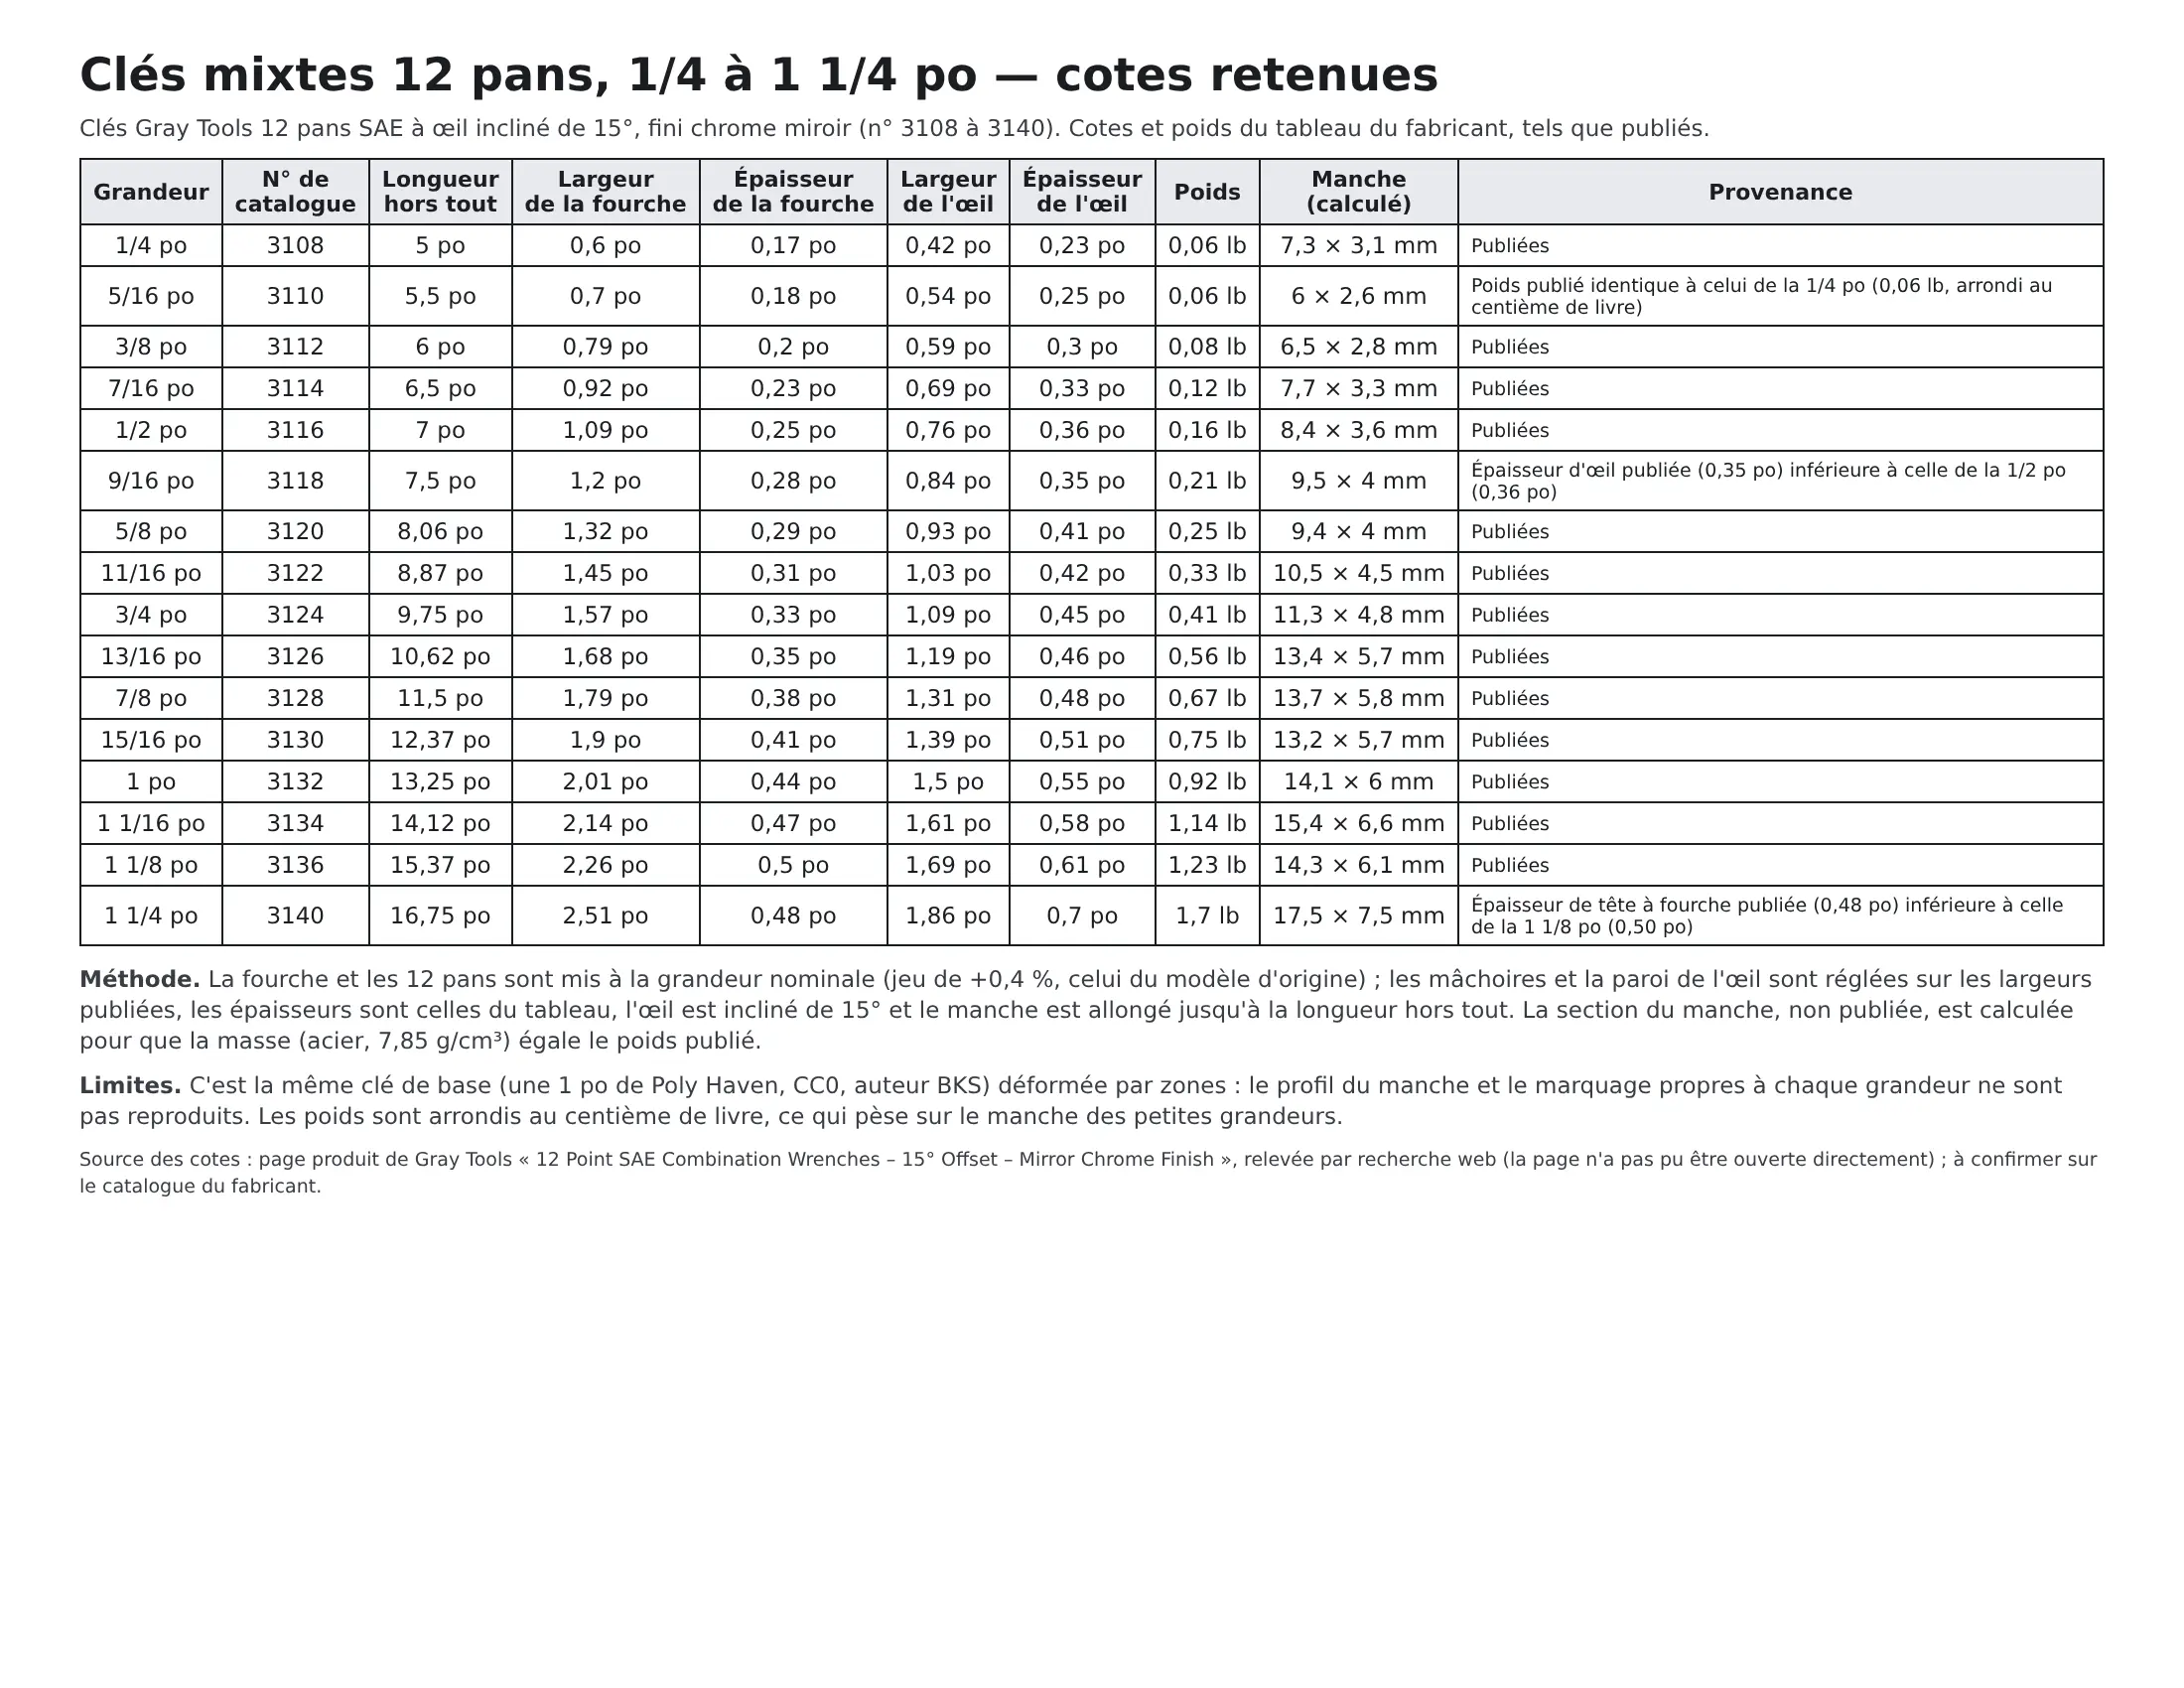 Clés mixtes 12 pans, 1/4 à 1 1/4 po — cotes retenues
Clés Gray Tools 12 pans SAE à œil incliné de 15°, fini chrome miroir (n° 3108 à 3140). Cotes et poids du tableau du fabricant, tels que publiés.
Grandeur N° de catalogue Longueur hors tout Largeur de la fourche Épaisseur de la fourche Largeur de l'œil Épaisseur de l'œil Poids Manche (calculé) Provenance
1/4 po 3108 5 po 0,6 po 0,17 po 0,42 po 0,23 po 0,06 lb 7,3 × 3,1 mm Publiées
5/16 po 3110 5,5 po 0,7 po 0,18 po 0,54 po 0,25 po 0,06 lb 6 × 2,6 mm Poids publié identique à celui de la 1/4 po (0,06 lb, arrondi au
centième de livre)
3/8 po 3112 6 po 0,79 po 0,2 po 0,59 po 0,3 po 0,08 lb 6,5 × 2,8 mm Publiées
7/16 po 3114 6,5 po 0,92 po 0,23 po 0,69 po 0,33 po 0,12 lb 7,7 × 3,3 mm Publiées
1/2 po 3116 7 po 1,09 po 0,25 po 0,76 po 0,36 po 0,16 lb 8,4 × 3,6 mm Publiées
9/16 po 3118 7,5 po 1,2 po 0,28 po 0,84 po 0,35 po 0,21 lb 9,5 × 4 mm Épaisseur d'œil publiée (0,35 po) inférieure à celle de la 1/2 po
(0,36 po)
5/8 po 3120 8,06 po 1,32 po 0,29 po 0,93 po 0,41 po 0,25 lb 9,4 × 4 mm Publiées
11/16 po 3122 8,87 po 1,45 po 0,31 po 1,03 po 0,42 po 0,33 lb 10,5 × 4,5 mm Publiées
3/4 po 3124 9,75 po 1,57 po 0,33 po 1,09 po 0,45 po 0,41 lb 11,3 × 4,8 mm Publiées
13/16 po 3126 10,62 po 1,68 po 0,35 po 1,19 po 0,46 po 0,56 lb 13,4 × 5,7 mm Publiées
7/8 po 3128 11,5 po 1,79 po 0,38 po 1,31 po 0,48 po 0,67 lb 13,7 × 5,8 mm Publiées
15/16 po 3130 12,37 po 1,9 po 0,41 po 1,39 po 0,51 po 0,75 lb 13,2 × 5,7 mm Publiées
1 po 3132 13,25 po 2,01 po 0,44 po 1,5 po 0,55 po 0,92 lb 14,1 × 6 mm Publiées
1 1/16 po 3134 14,12 po 2,14 po 0,47 po 1,61 po 0,58 po 1,14 lb 15,4 × 6,6 mm Publiées
1 1/8 po 3136 15,37 po 2,26 po 0,5 po 1,69 po 0,61 po 1,23 lb 14,3 × 6,1 mm Publiées
1 1/4 po 3140 16,75 po 2,51 po 0,48 po 1,86 po 0,7 po 1,7 lb 17,5 × 7,5 mm Épaisseur de tête à fourche publiée (0,48 po) inférieure à celle
de la 1 1/8 po (0,50 po)
Méthode. La fourche et les 12 pans sont mis à la grandeur nominale (jeu de +0,4 %, celui du modèle d'origine) ; les mâchoires et la paroi de l'œil sont réglées sur les largeurs
publiées, les épaisseurs sont celles du tableau, l'œil est incliné de 15° et le manche est allongé jusqu'à la longueur hors tout. La section du manche, non publiée, est calculée
pour que la masse (acier, 7,85 g/cm³) égale le poids publié.
Limites. C'est la même clé de base (une 1 po de Poly Haven, CC0, auteur BKS) déformée par zones : le profil du manche et le marquage propres à chaque grandeur ne sont
pas reproduits. Les poids sont arrondis au centième de livre, ce qui pèse sur le manche des petites grandeurs.
Source des cotes : page produit de Gray Tools « 12 Point SAE Combination Wrenches – 15° Offset – Mirror Chrome Finish », relevée par recherche web (la page n'a pas pu être ouverte directement) ; à confirmer sur
le catalogue du fabricant.